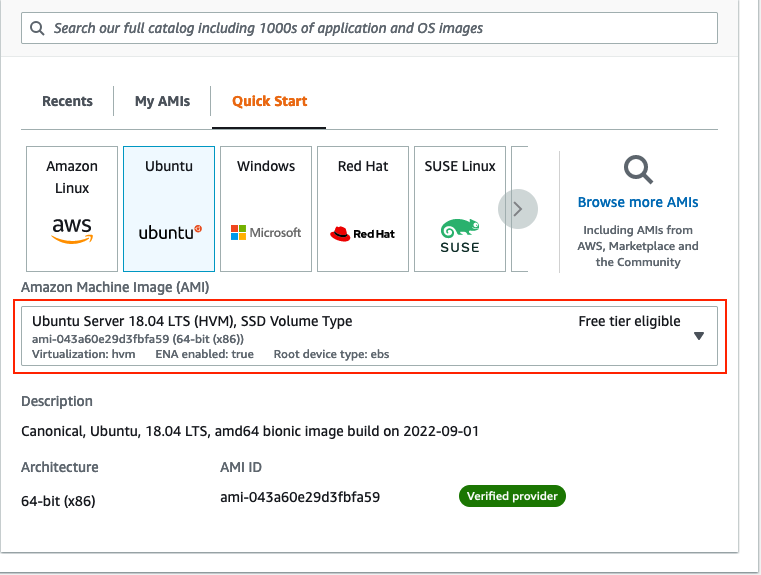 Search our full catalog including 1000s of application and OS images
Recents
My AMIs
Quick Start
Amazon
Linux
aws
Ubuntu
ubuntu
Windows
Microsoft
Red Hat
Red Hat
SUSE Linux
SUSE
Browse more AMIs
Including AMIs from
AWS, Marketplace and
the Community
Amazon Machine Image (AMI)
Ubuntu Server 18.04 LTS (HVM), SSD Volume Type
Free tier eligible
ami-043a60e29d3fbfa59 (64-bit (x86))
Virtualization: hvm ENA enabled: true Root device type: ebs
Description
Canonical, Ubuntu, 18.04 LTS, amd64 bionic image build on 2022-09-01
Architecture
AMI ID
64-bit (x86)
ami-043a60e29d3fbfa59
Verified provider